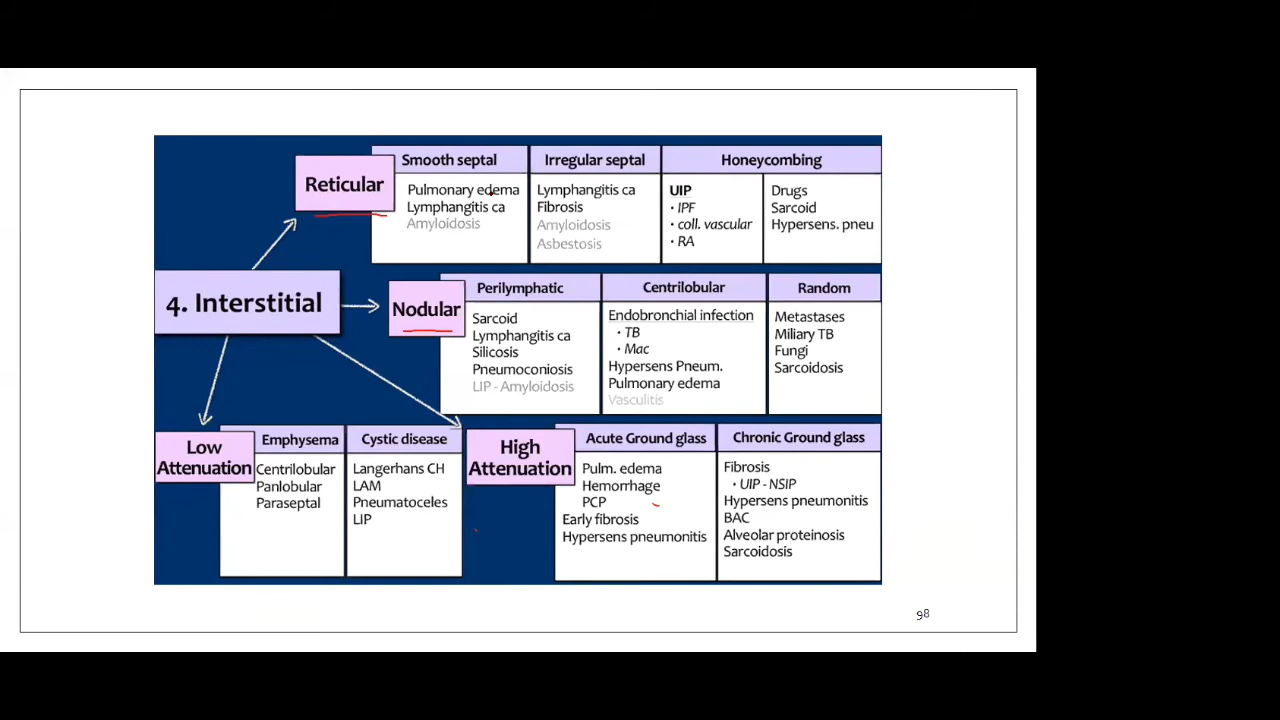 Reticular
Smooth septal
Pulmonary edema
Lymphangitis ca
Amyloidosis
Irregular septal
Lymphangitis ca
Fibrosis
Amyloidosis
Asbestosis
Honeycombing
UIP
· IPF
· coll. vascular
· RA
Drugs
Sarcoid
Hypersens. pneu
4. Interstitial
Nodular
Perilymphatic
Sarcoid
Lymphangitis ca
Silicosis
Pneumoconiosis
LIP - Amyloidosis
Centrilobular
Endobronchial infection
· TB
· Mac
Hypersens Pneum.
Pulmonary edema
Vasculitis
Random
Metastases
Miliary TB
Fungi
Sarcoidosis
Low
Attenuation
Emphysema
Centrilobular
Panlobular
Paraseptal
Cystic disease
Langerhans CH
LAM
Pneumatoceles
LIP
High
Attenuation
Acute Ground glass
Pulm. edema
Hemorrhage
PCP
Early fibrosis
Hypersens pneumonitis
Chronic Ground glass
Fibrosis
· UIP - NSIP
Hypersens pneumonitis
BAC
Alveolar proteinosis
Sarcoidosis
98